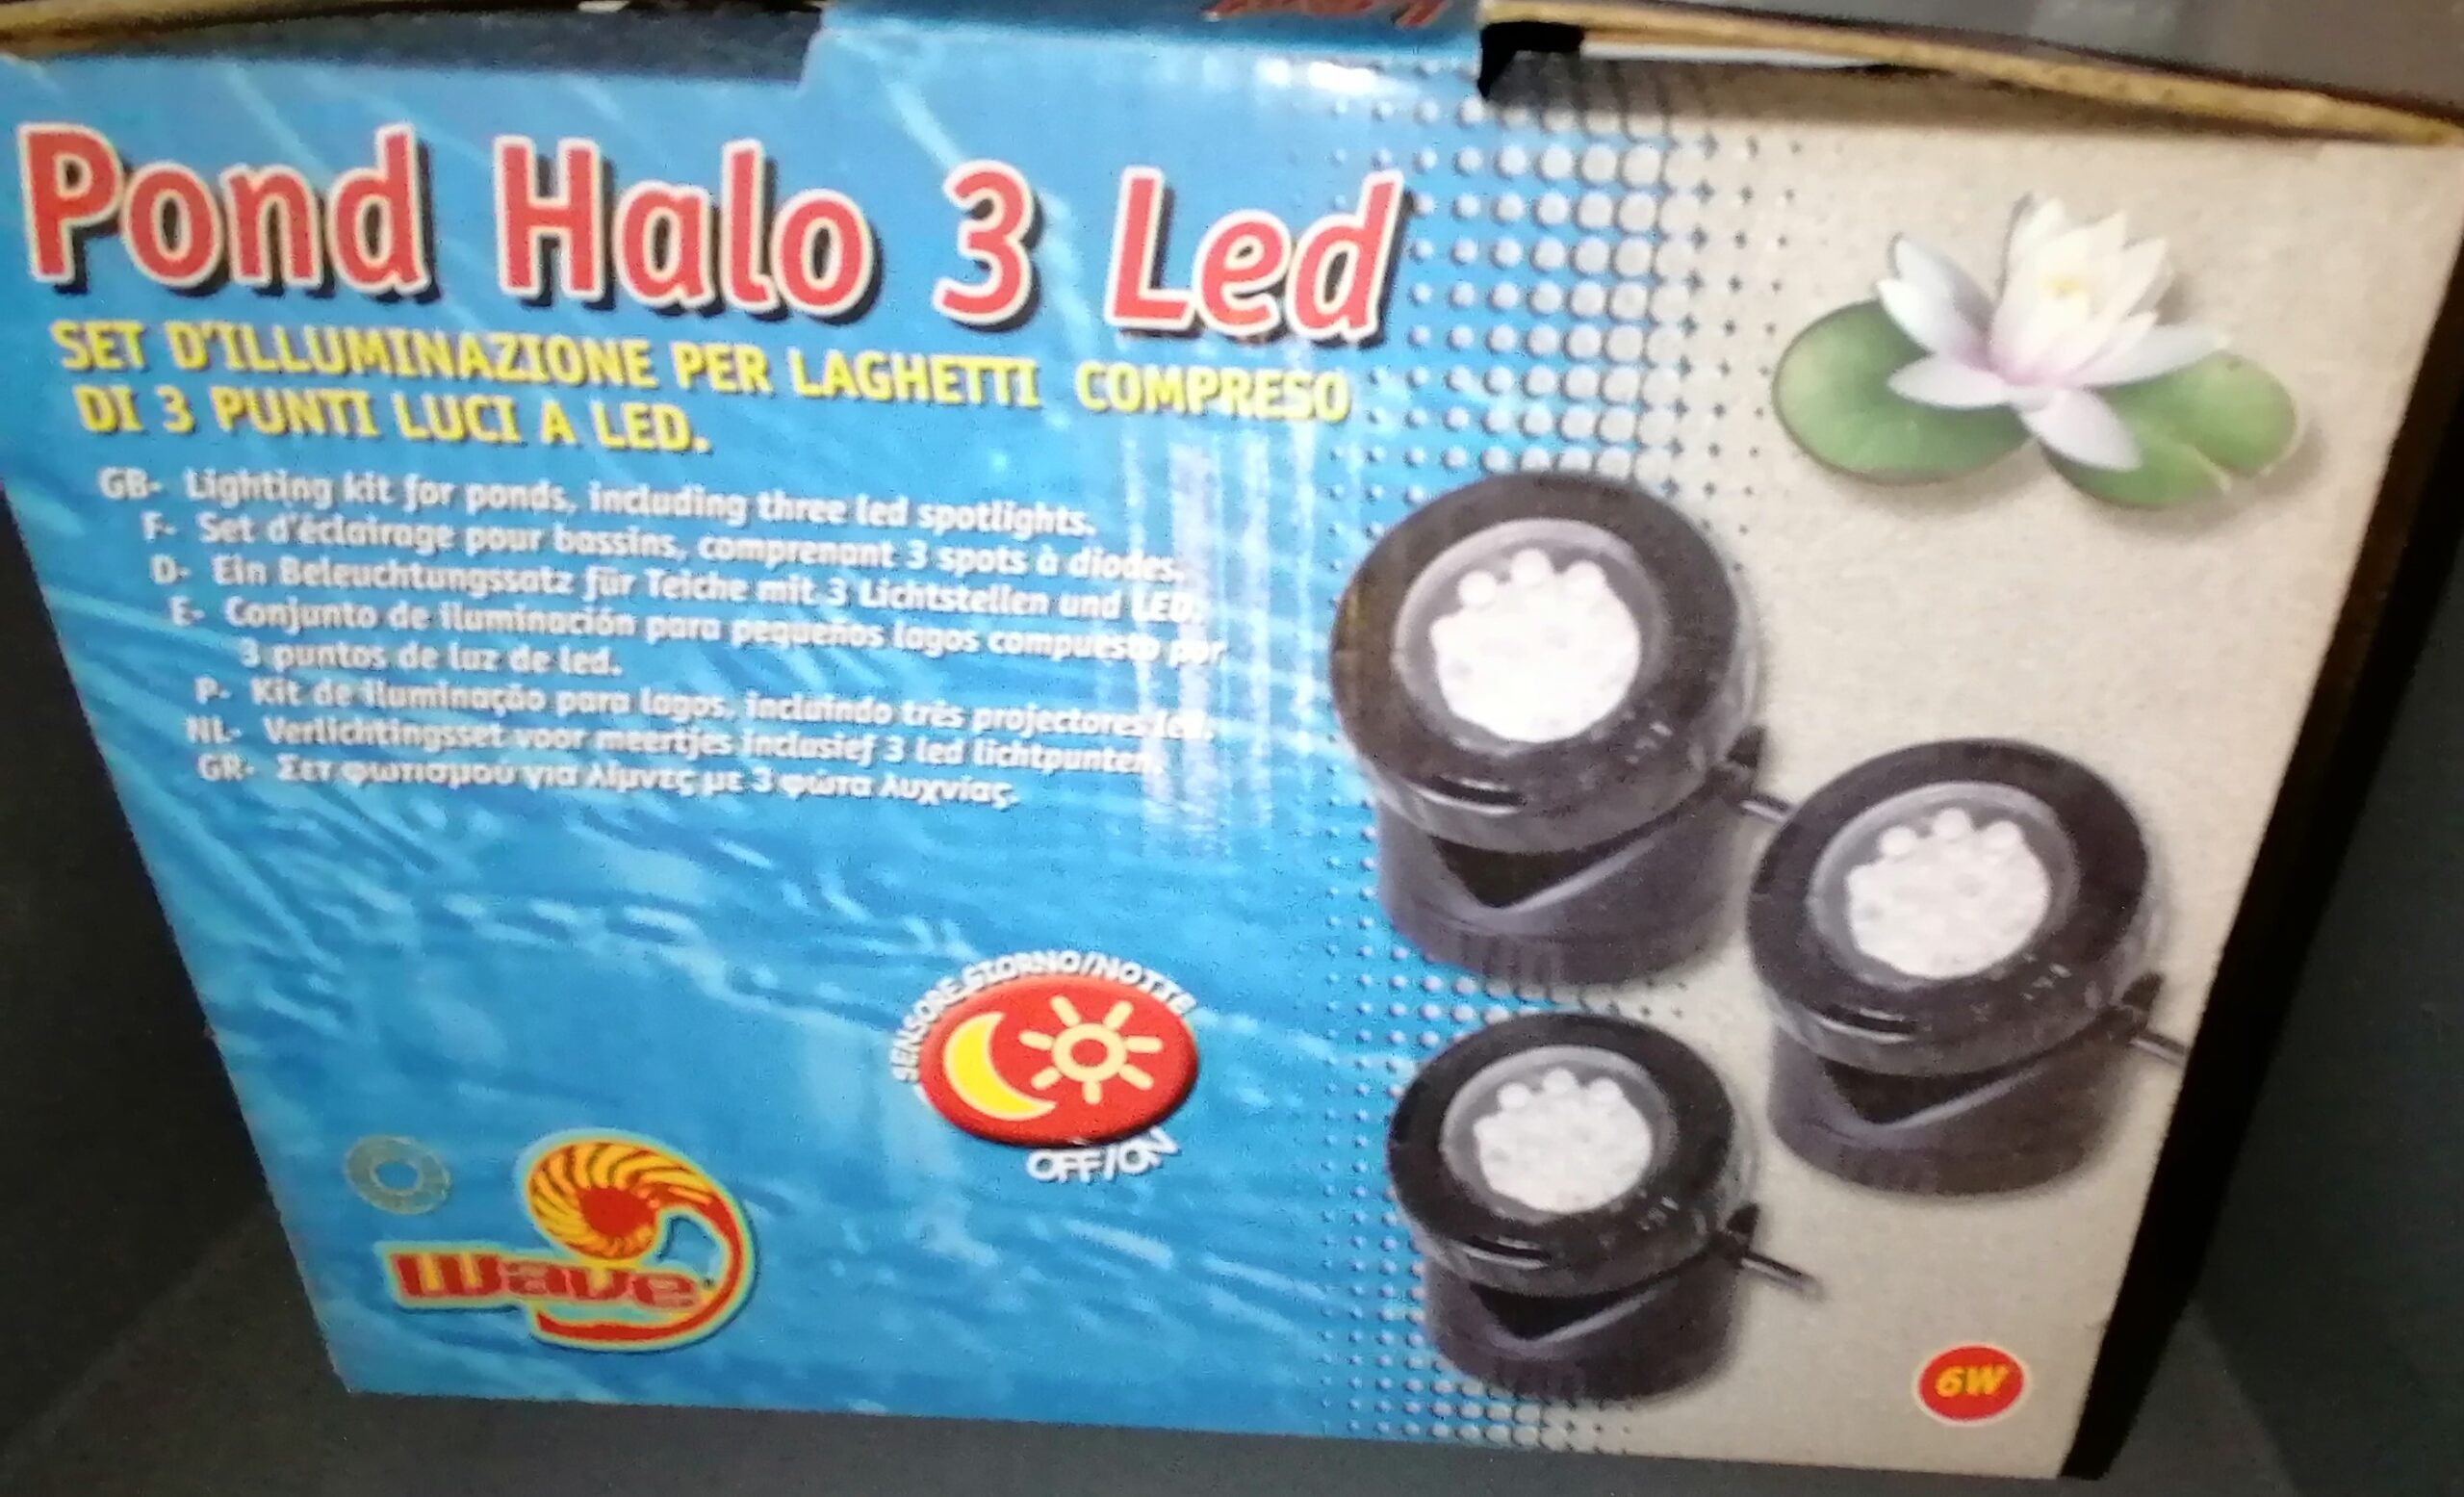 Pond Halo 3 Led
SET D'ILLUMINAZIONE PER LAGHETTI COMPRESO
DI 3 PUNTI LUCI A LED.
GB- Lighting kit for ponds, including three led spotlights.
F- Set d'éclairage pour bassins, comprenant 3 spots à diodes.
D- Ein Beleuchtungssatz für Teiche mit 3 Lichtstellen und LED.
E- Conjunto de iluminación para pequeños lagos compuesto por
3 puntos de luz de led.
P- Kit de iluminação para lagos, incluindo três projectores led.
NL- Verlichtingsset voor meertjes inclusief 3 led lichtpunten.
GR- Σετ φωτισμού για λίμνες με 3 φώτα λυχνίας.
SENSORE GIORNO/NOTTE
OFF/ON
Wave
6W